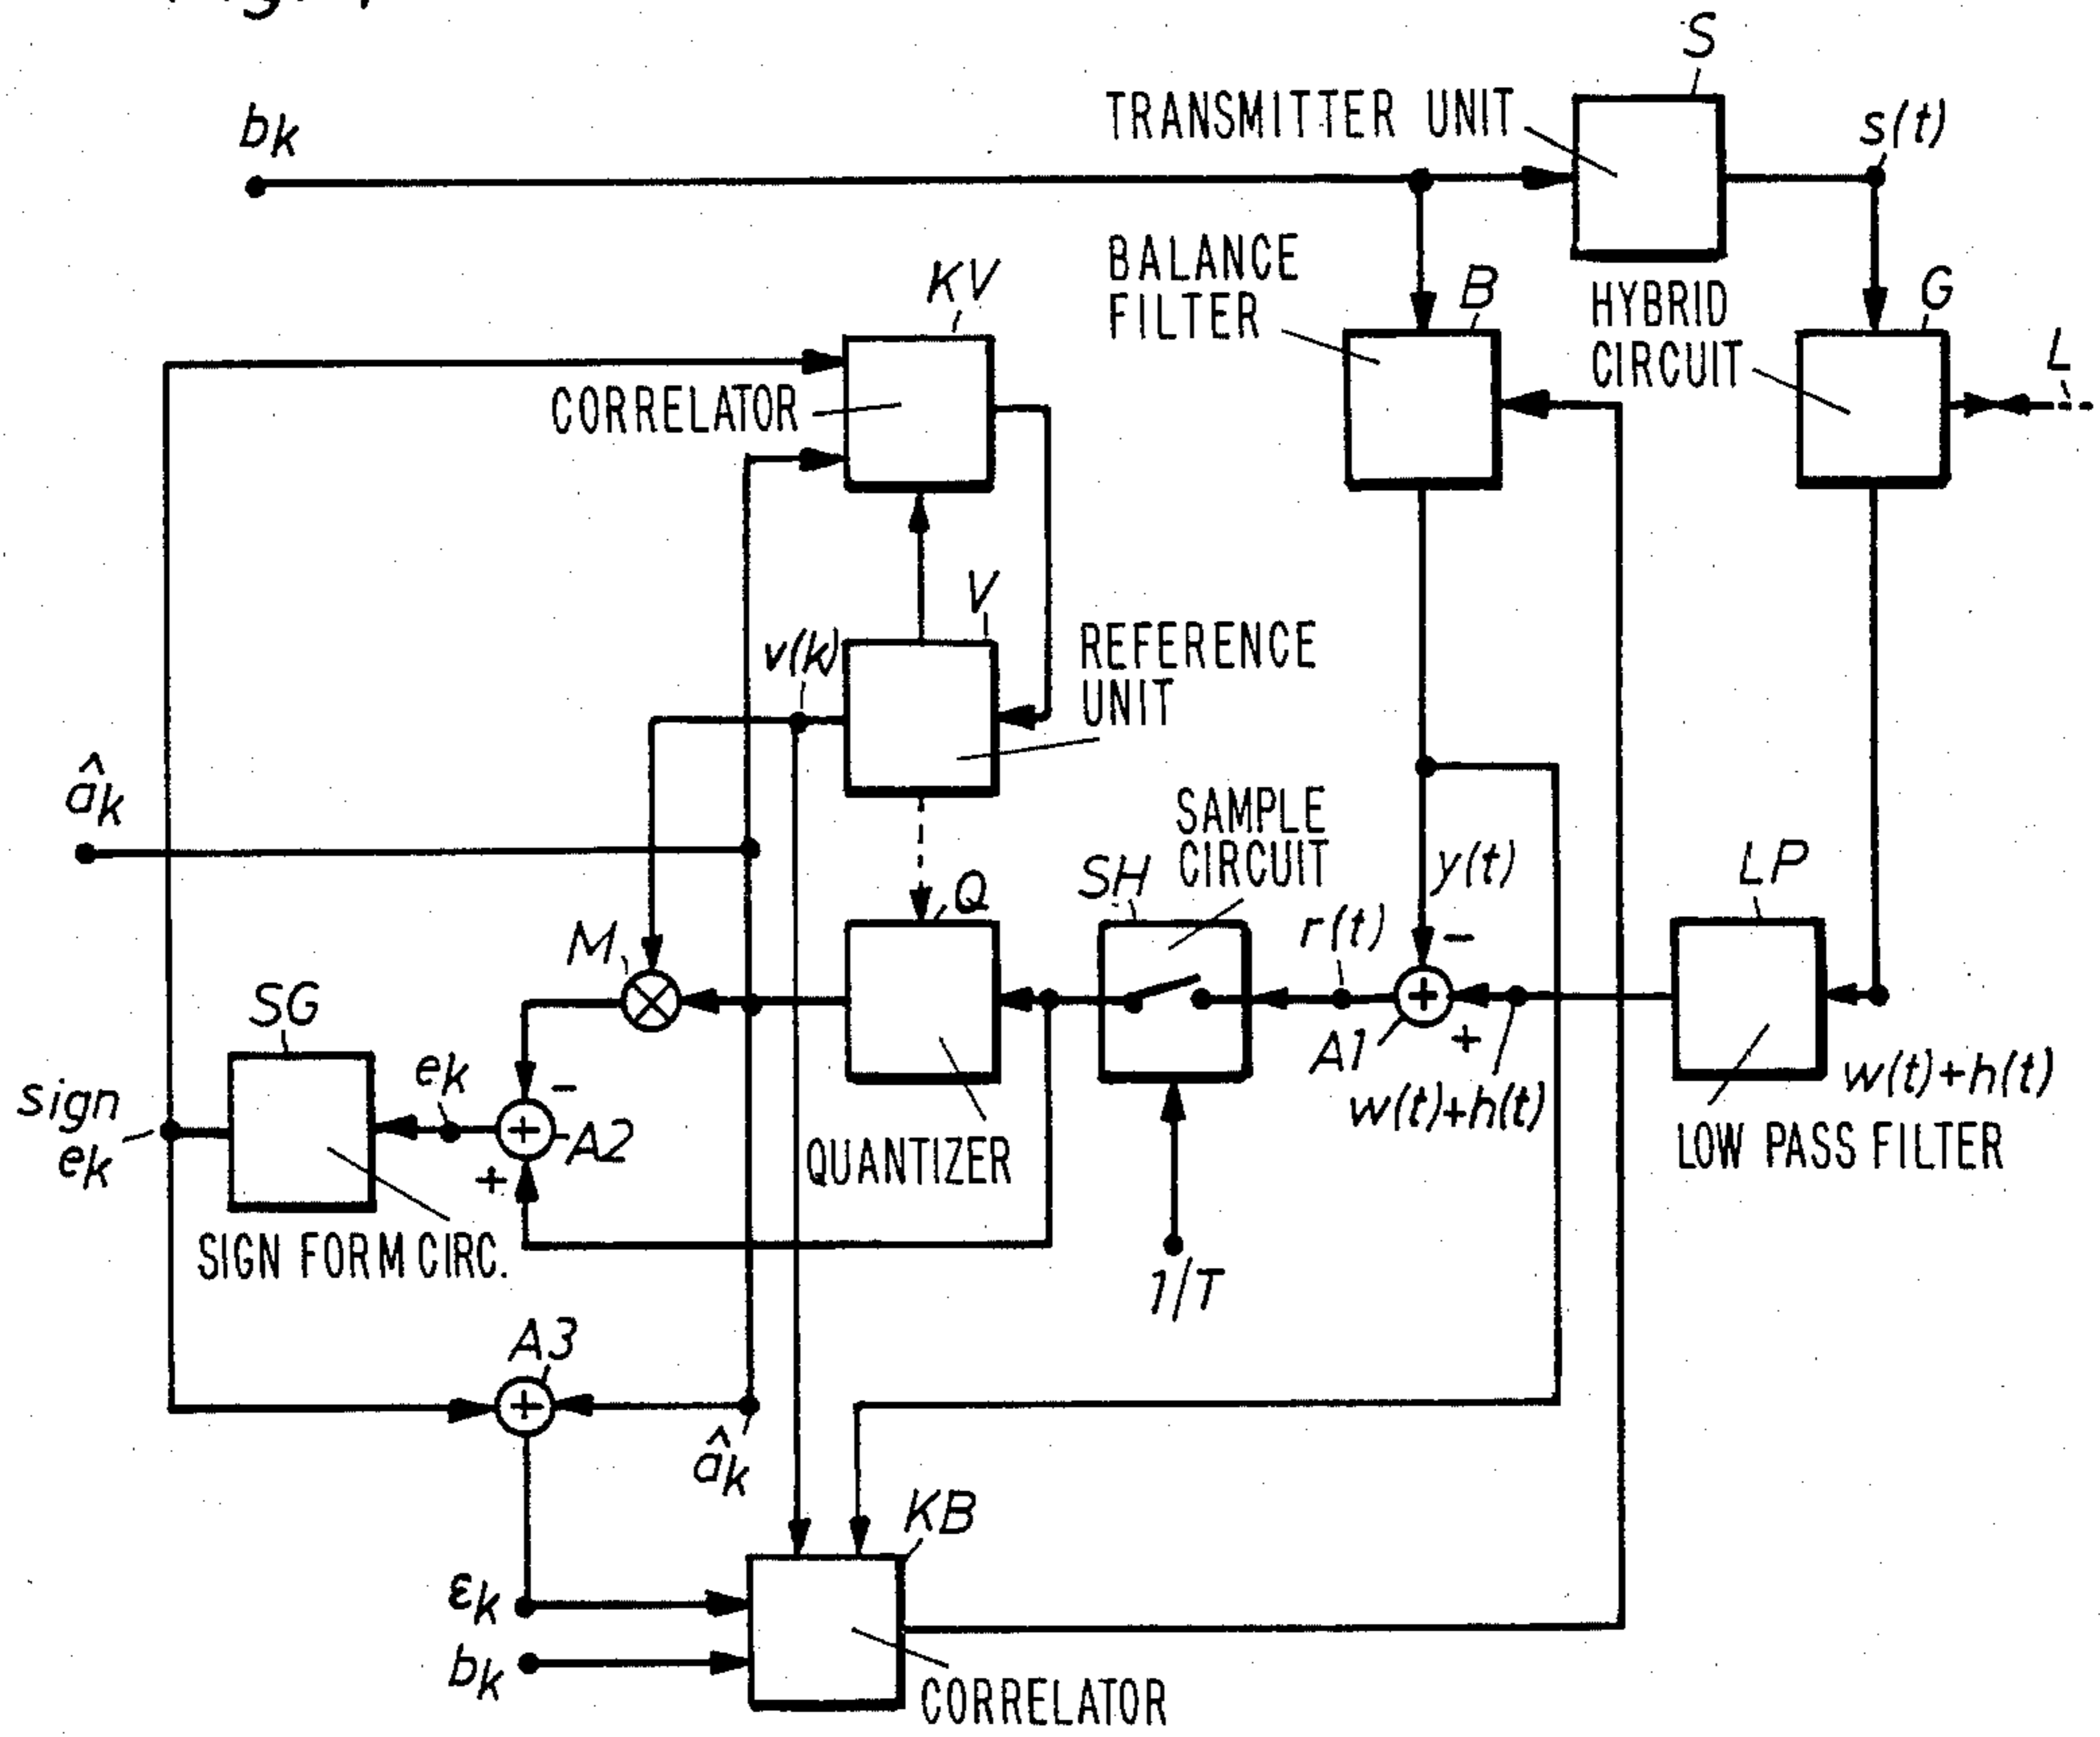 S
TRANSMITTER UNIT
s(t)
bk
BALANCE
FILTER
B
HYBRID
CIRCUIT
G
L
KV
CORRELATOR
V
v(k)
REFERENCE
UNIT
âk
SAMPLE
CIRCUIT
SH
Q
y(t)
LP
M
r(t)
−
+
A1
w(t)+h(t)
w(t)+h(t)
LOW PASS FILTER
SG
ek
−
+
A2
sign
ek
QUANTIZER
SIGN FORM CIRC.
1/T
A3
âk
KB
εk
bk
CORRELATOR